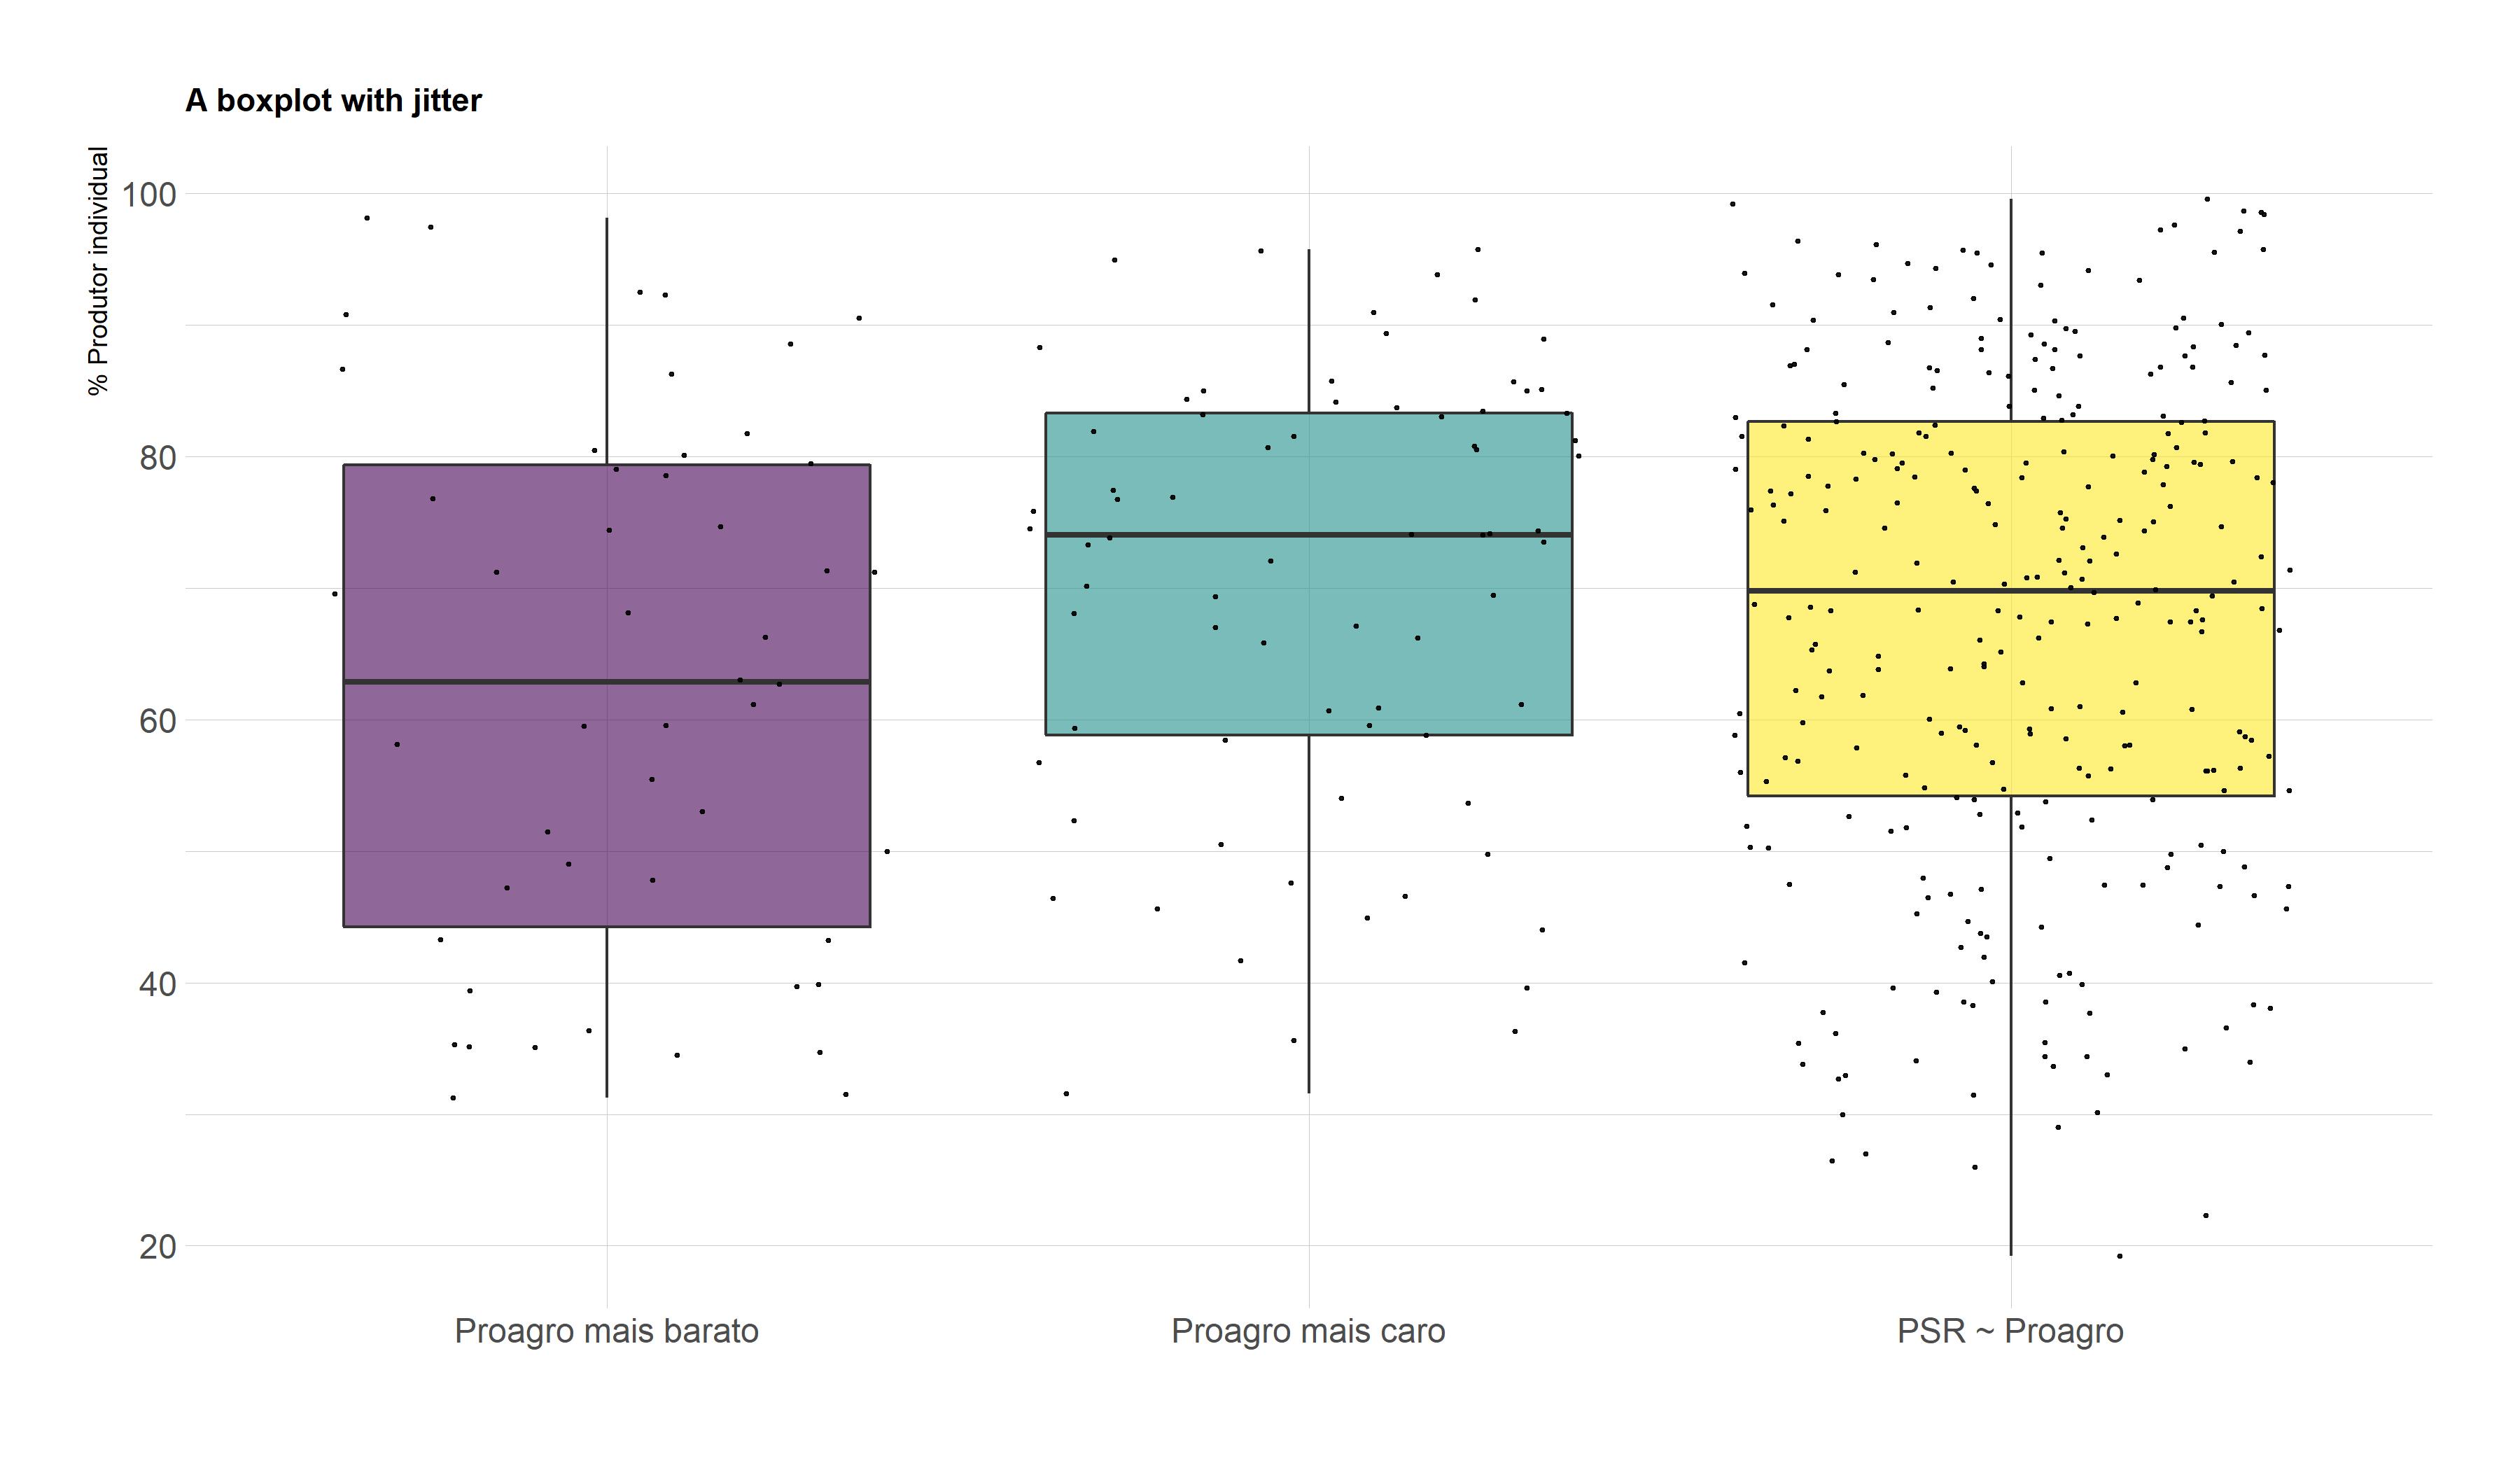 A boxplot with jitter
% Produtor individual
100
80
60
40
20
Proagro mais barato
Proagro mais caro
PSR ~ Proagro